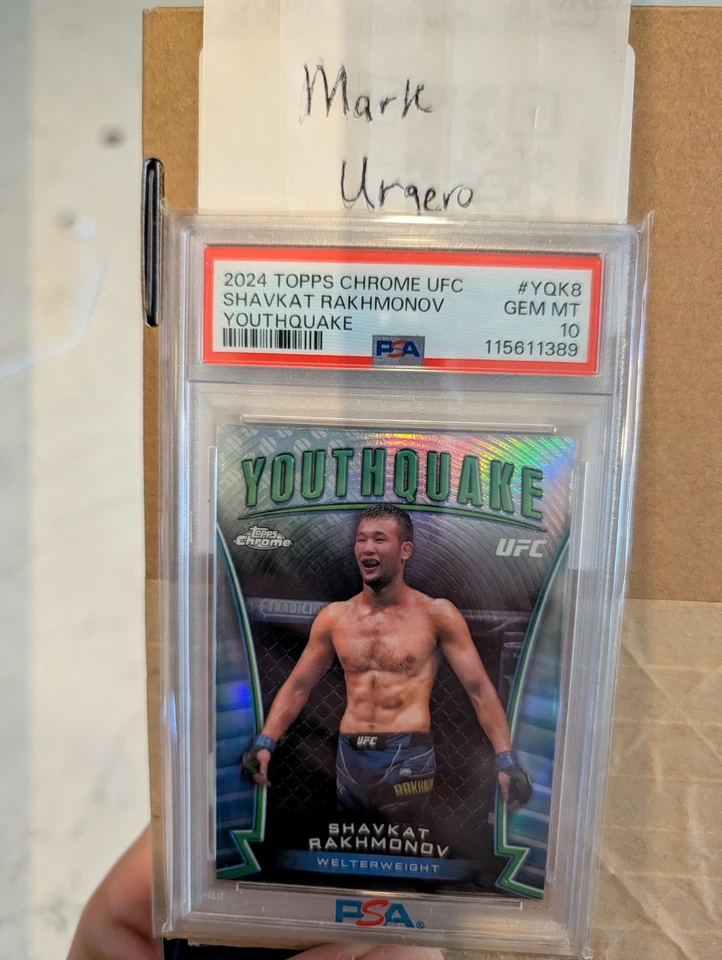 Mark
Urgero
2024 TOPPS CHROME UFC #YQK8
SHAVKAT RAKHMONOV GEM MT
YOUTHQUAKE 10
PSA 115611389
YOUTHQUAKE
Topps Chrome
UFC
TRADICIO
UFC
SHAVKAT
RAKHMONOV
WELTERWEIGHT
PSA®